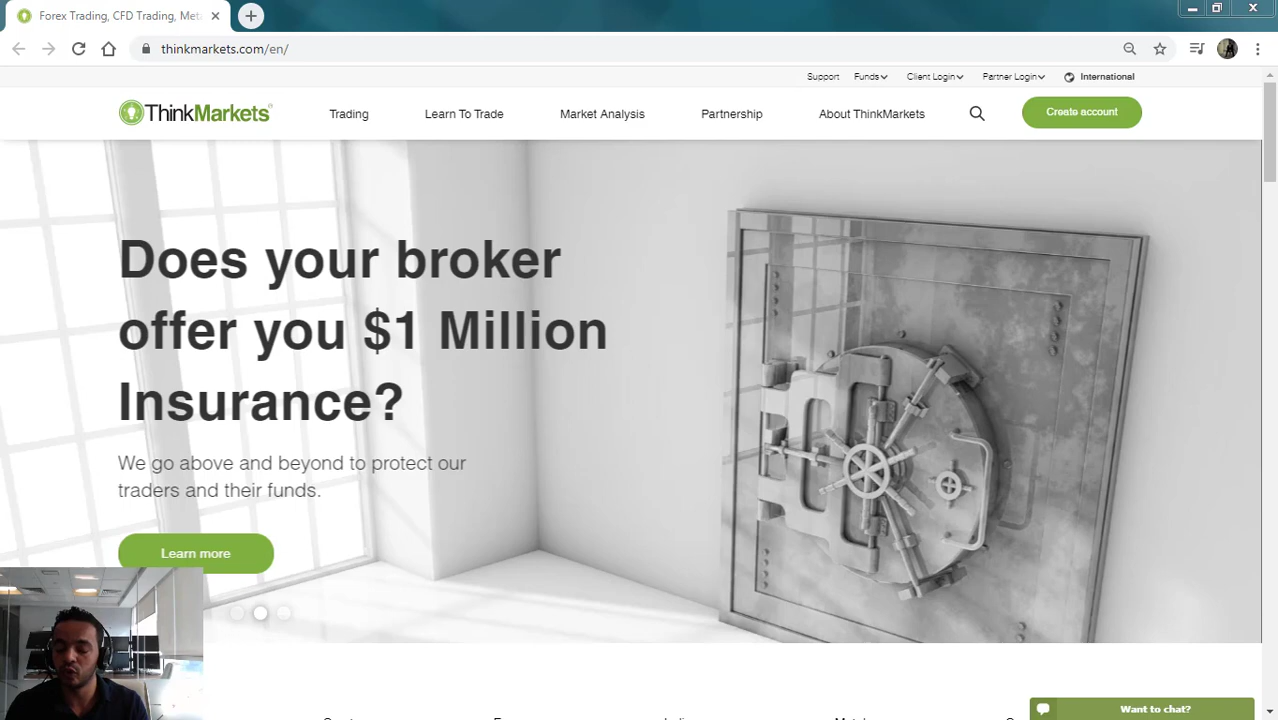 Forex Trading, CFD Trading, Met
thinkmarkets.com/en/
Support Funds Client Login Partner Login International
ThinkMarkets Trading Learn To Trade Market Analysis Partnership About ThinkMarkets Create account
Does your broker
offer you $1 Million
Insurance?
We go above and beyond to protect our
traders and their funds.
Learn more
Want to chat?